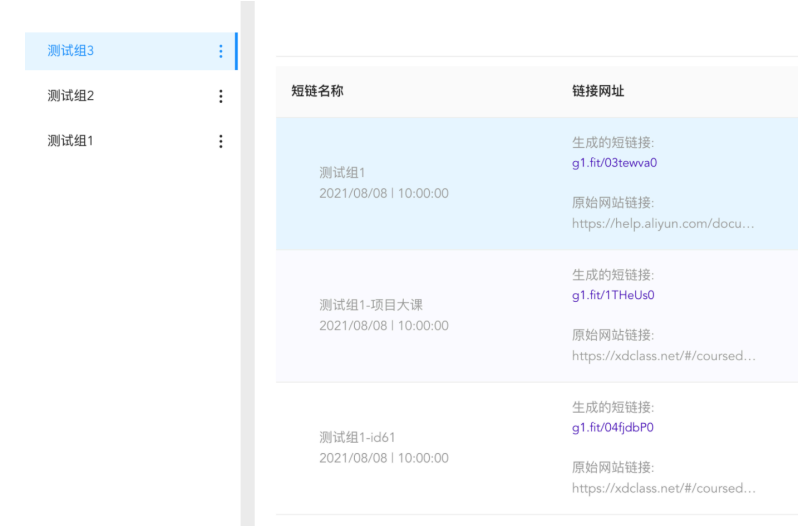 测试组3
测试组2
测试组1
短链名称
链接网址
测试组1
2021/08/08 | 10:00:00
生成的短链接:
g1.fit/03tewva0
原始网站链接:
https://help.aliyun.com/docu...
测试组1-项目大课
2021/08/08 | 10:00:00
生成的短链接:
g1.fit/1THeUs0
原始网站链接:
https://xdclass.net/#/coursed...
测试组1-id61
2021/08/08 | 10:00:00
生成的短链接:
g1.fit/04fjdbP0
原始网站链接:
https://xdclass.net/#/coursed...